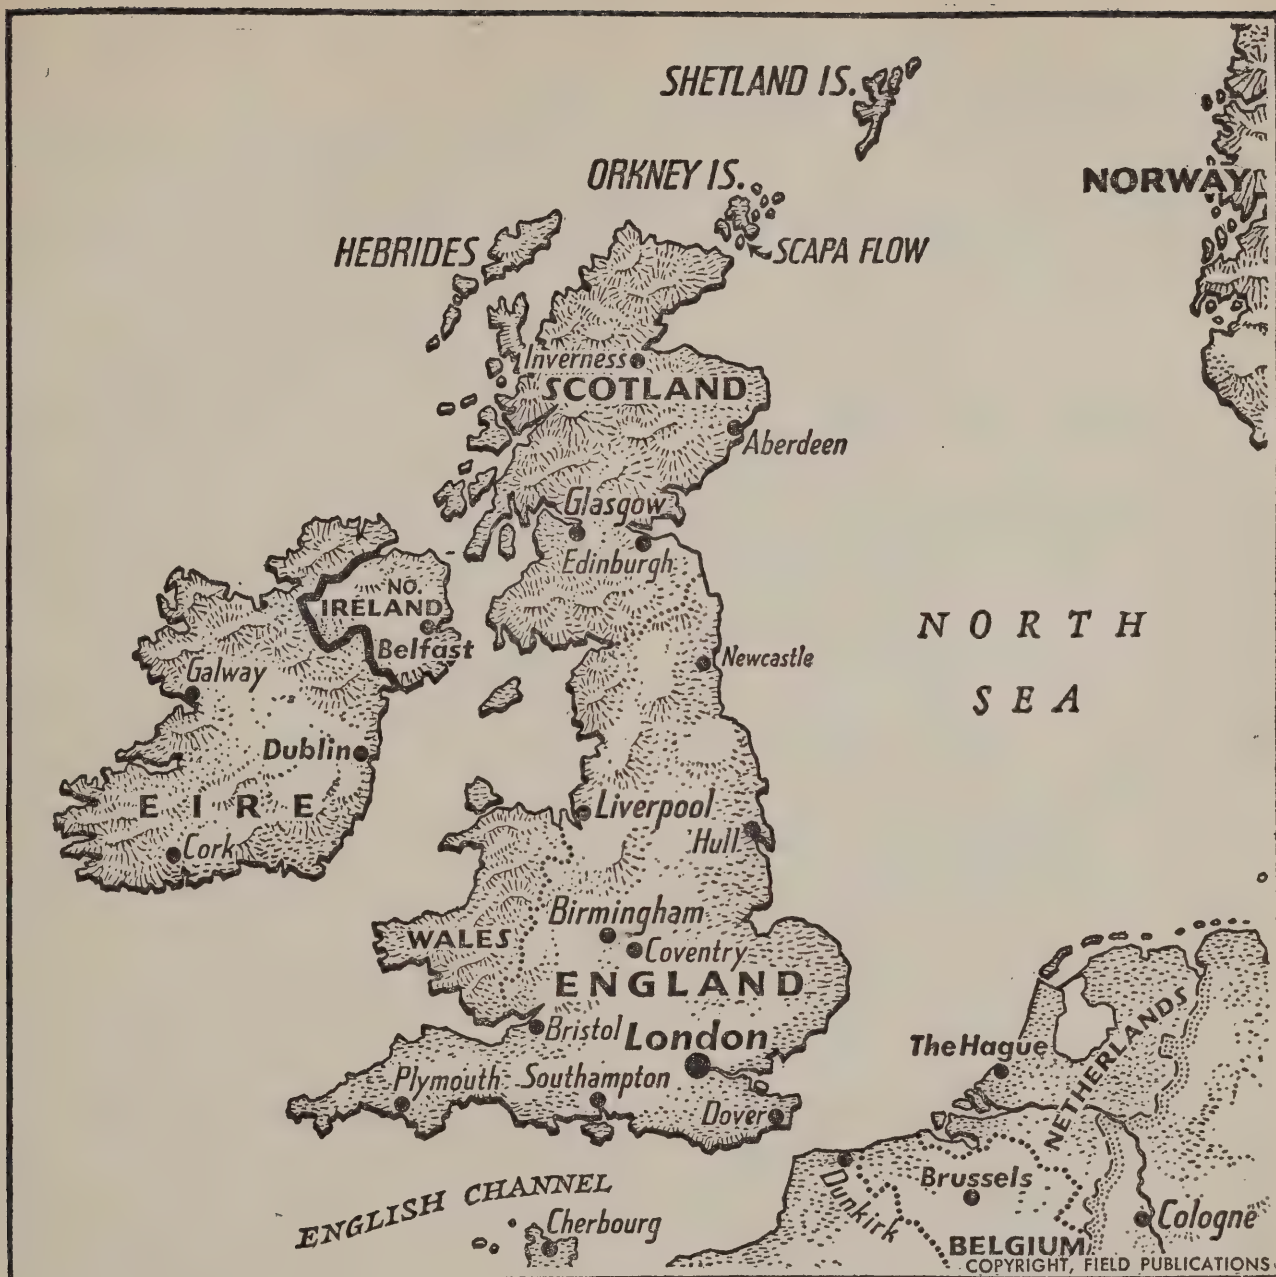 SHETLAND IS.
ORKNEY IS.
NORWAY
HEBRIDES
SCAPA FLOW
Inverness
SCOTLAND
Aberdeen
Glasgow
Edinburgh
NO.
IRELAND
Belfast
NORTH
SEA
Newcastle
Galway
Dublin
EIRE
Cork
Liverpool
Hull
Birmingham
WALES
Coventry
ENGLAND
Bristol
London
The Hague
NETHERLANDS
Plymouth
Southampton
Dover
ENGLISH CHANNEL
Dunkirk
Brussels
Cherbourg
Cologne
BELGIUM
COPYRIGHT, FIELD PUBLICATIONS